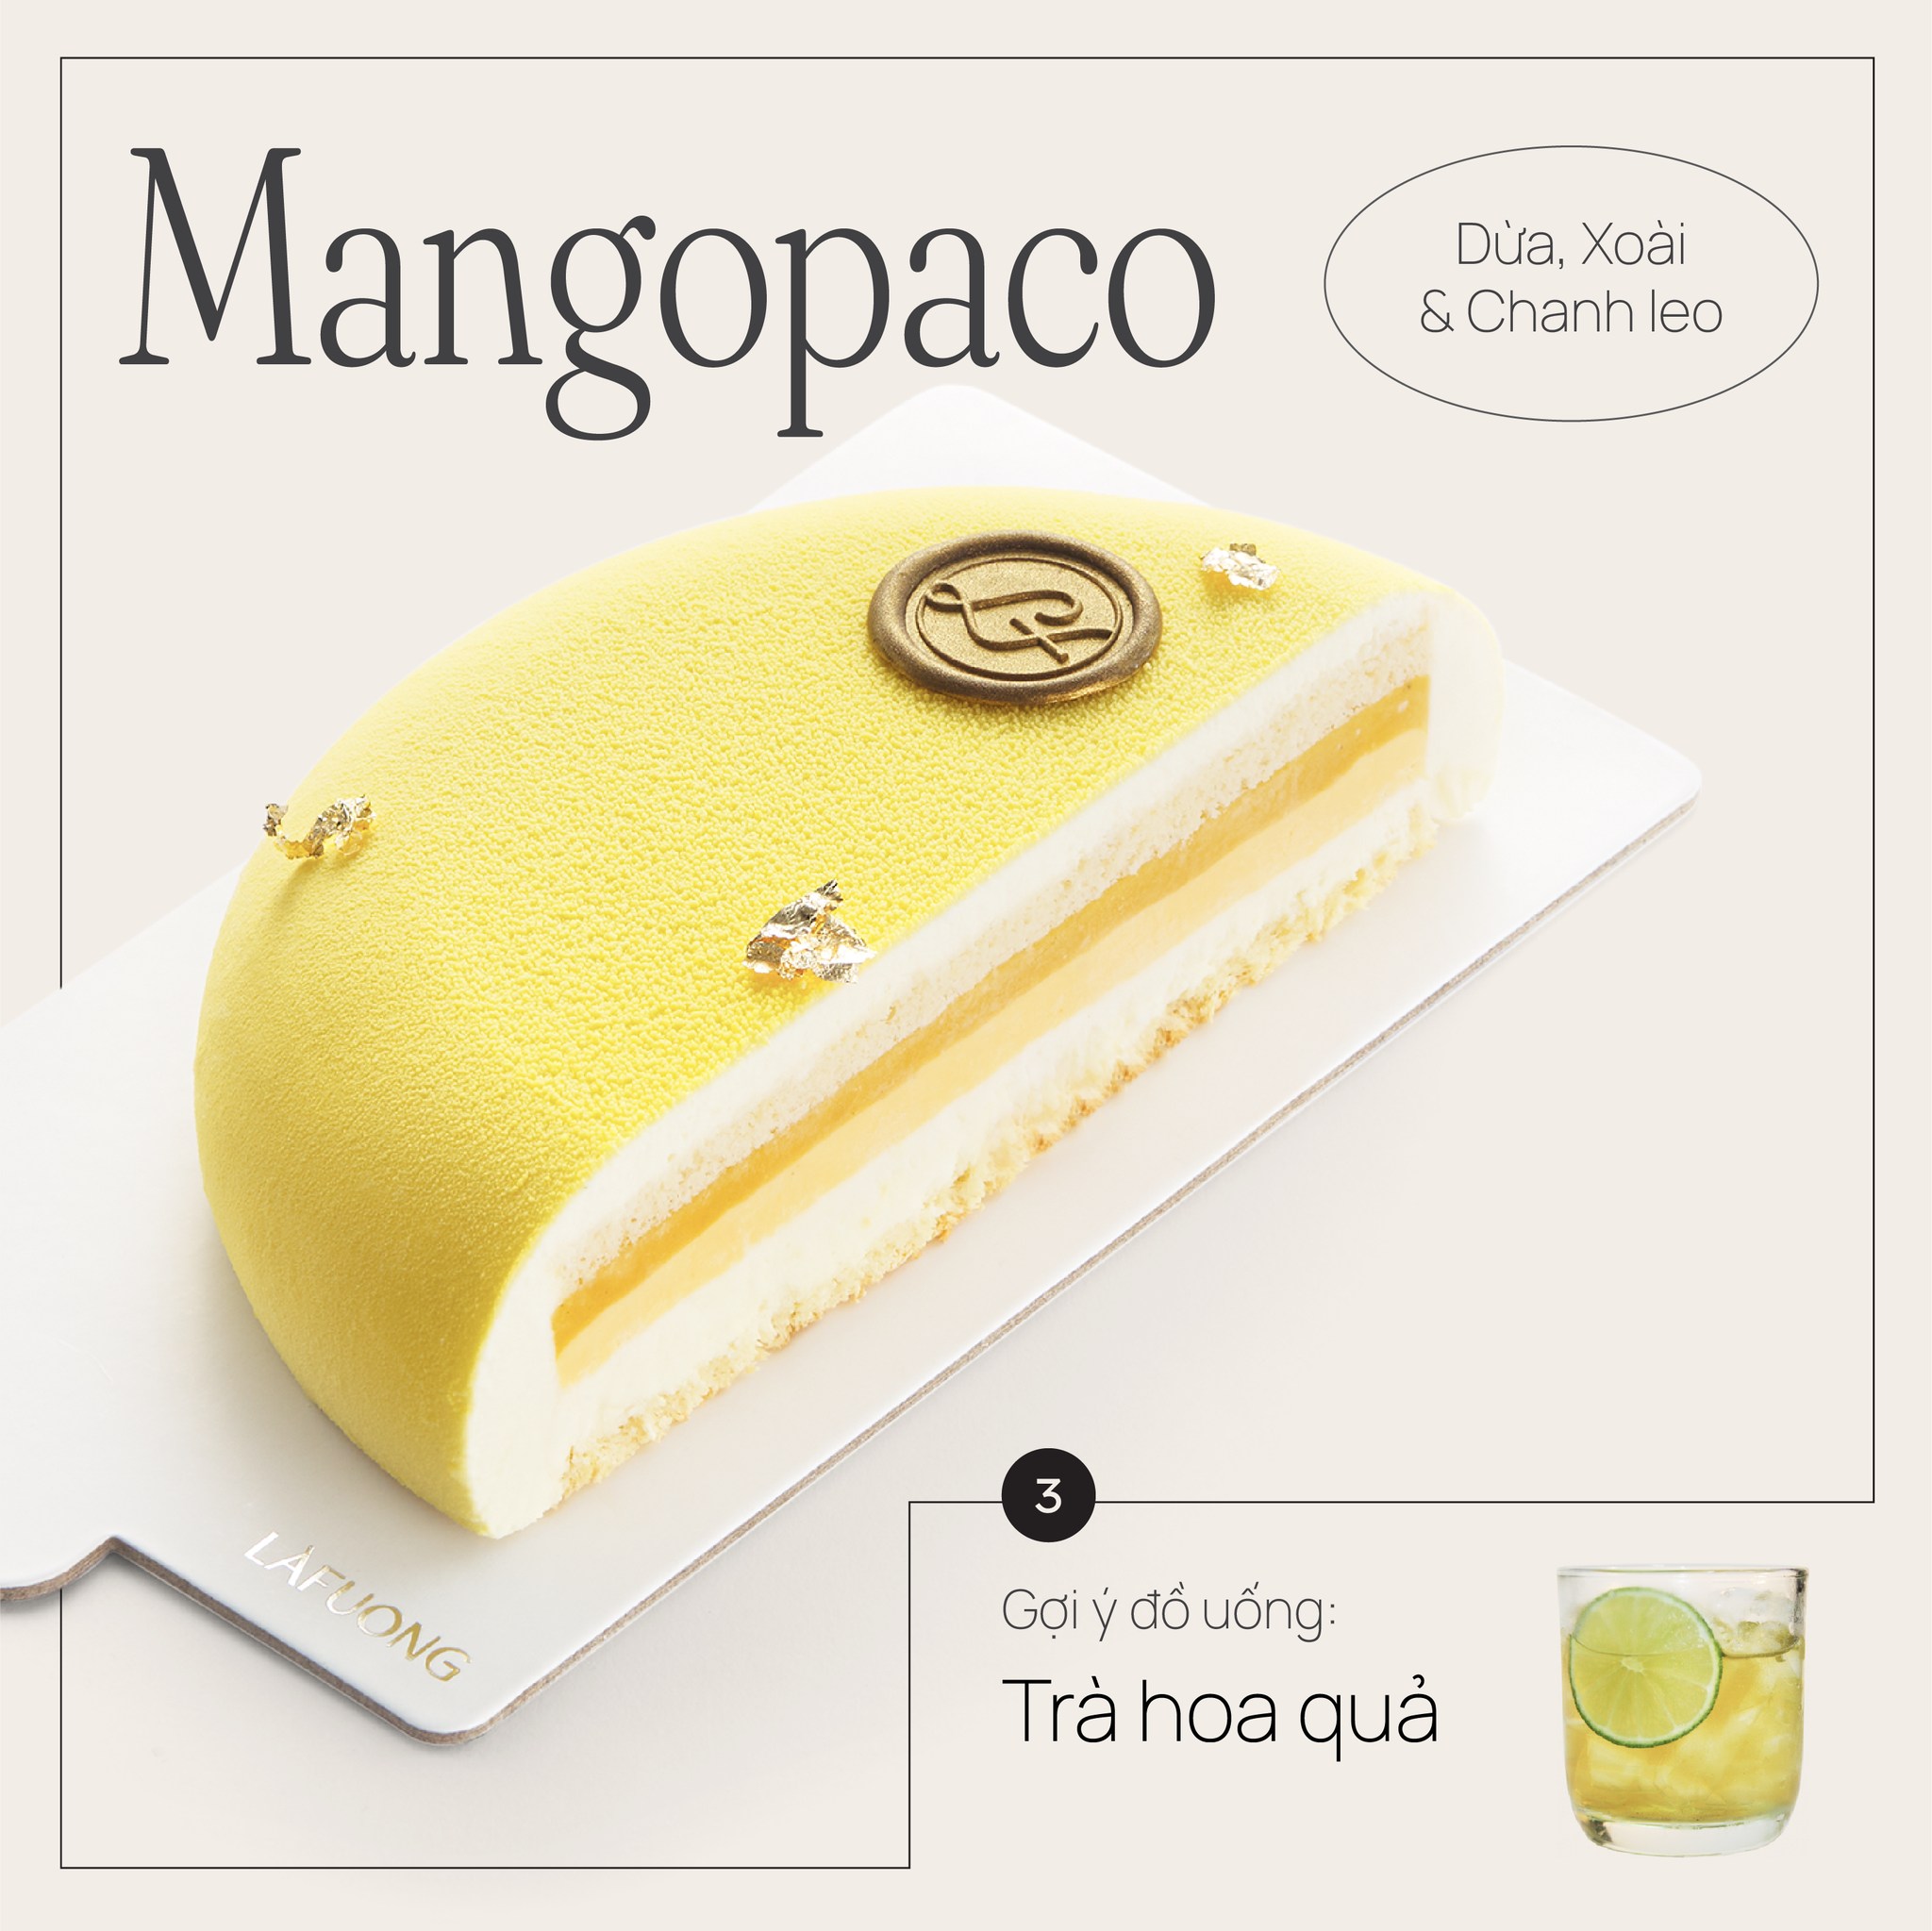 Mangopaco
Dừa, Xoài
& Chanh leo
LAFUONG
3
Gợi ý đồ uống:
Trà hoa quả